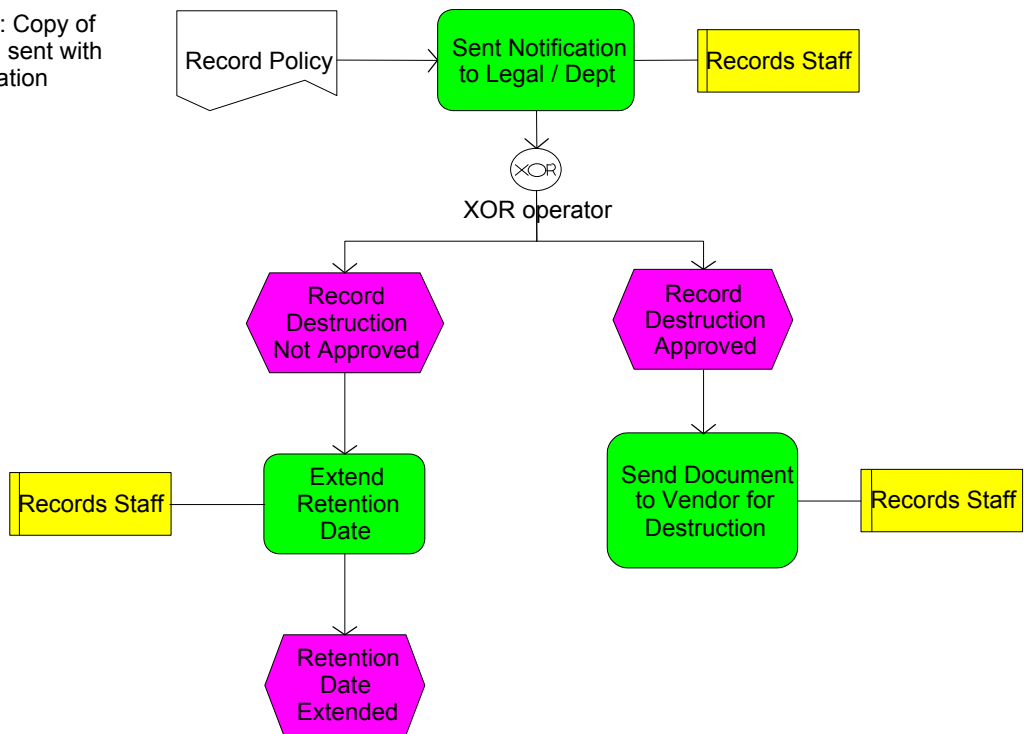 : Copy of
sent with
ation
Record Policy
Sent Notification
to Legal / Dept
Records Staff
XOR
XOR operator
Record
Destruction
Not Approved
Record
Destruction
Approved
Records Staff
Extend
Retention
Date
Send Document
to Vendor for
Destruction
Records Staff
Retention
Date
Extended